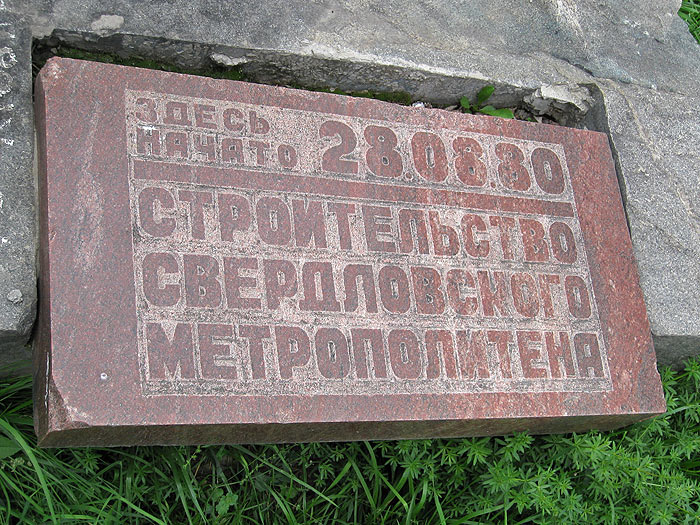 ЗДЕСЬ
НАЧАТО 28.08.80
СТРОИТЕЛЬСТВО
СВЕРДЛОВСКОГО
МЕТРОПОЛИТЕНА